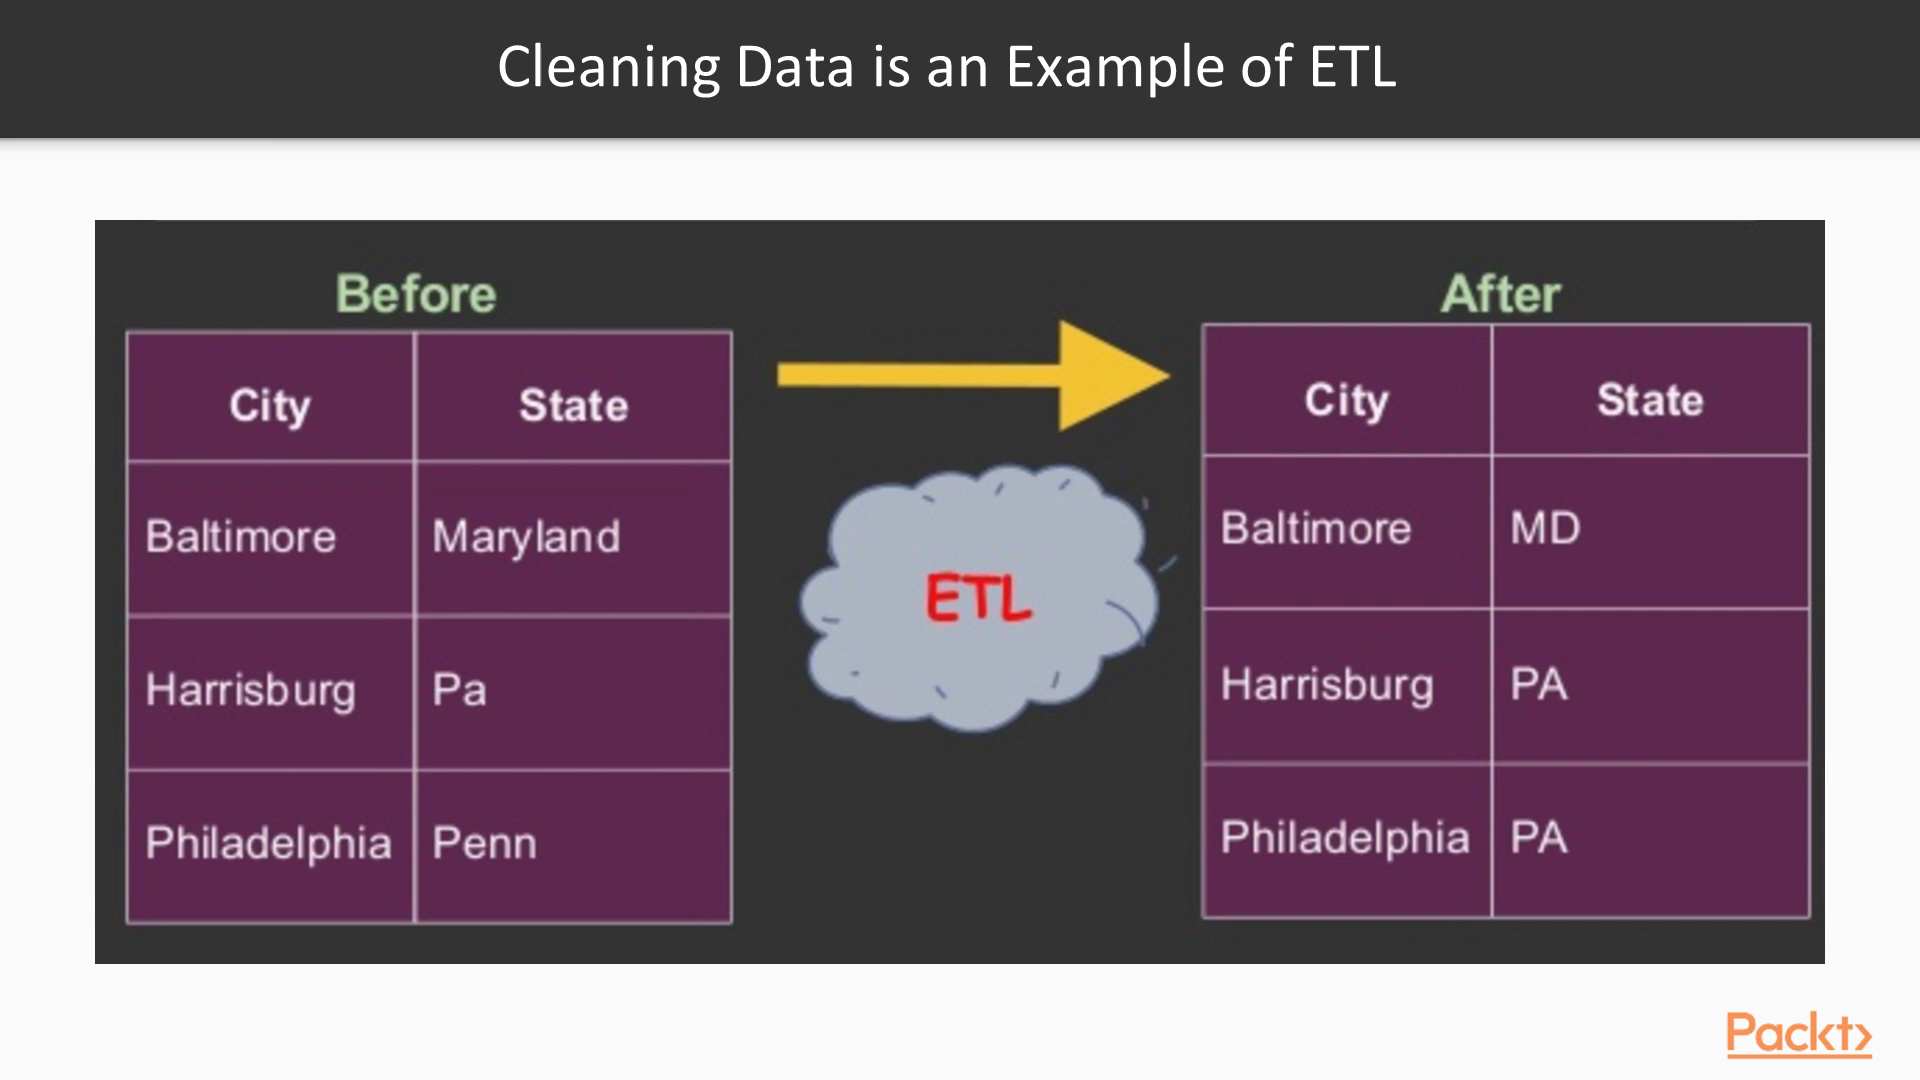 Cleaning Data is an Example of ETL
Before
City State
Baltimore Maryland
Harrisburg Pa
Philadelphia Penn
ETL
After
City State
Baltimore MD
Harrisburg PA
Philadelphia PA
Packt>